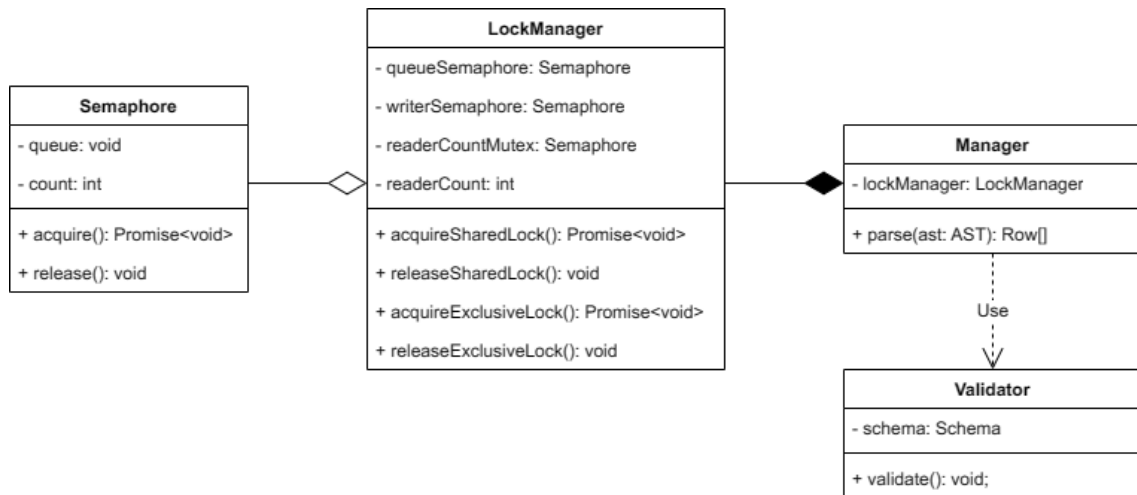 Semaphore
- queue: void
- count: int
+ acquire(): Promise<void>
+ release(): void
LockManager
- queueSemaphore: Semaphore
- writerSemaphore: Semaphore
- readerCountMutex: Semaphore
- readerCount: int
+ acquireSharedLock(): Promise<void>
+ releaseSharedLock(): void
+ acquireExclusiveLock(): Promise<void>
+ releaseExclusiveLock(): void
Manager
- lockManager: LockManager
+ parse(ast: AST): Row[]
Use
Validator
- schema: Schema
+ validate(): void;